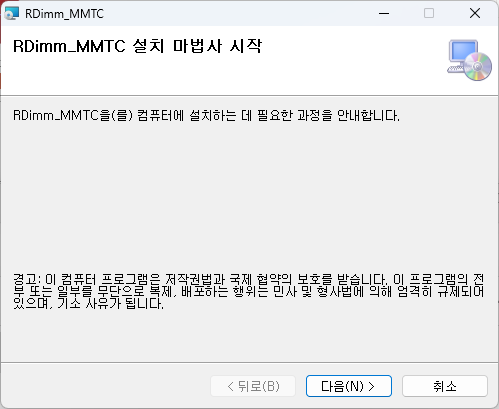 RDimm_MMTC
RDimm_MMTC 설치 마법사 시작
RDimm_MMTC을(를) 컴퓨터에 설치하는 데 필요한 과정을 안내합니다.
경고: 이 컴퓨터 프로그램은 저작권법과 국제 협약의 보호를 받습니다. 이 프로그램의 전
부 또는 일부를 무단으로 복제, 배포하는 행위는 민사 및 형사법에 의해 엄격히 규제되어
있으며, 기소 사유가 됩니다.
< 뒤로(B)
다음(N) >
취소